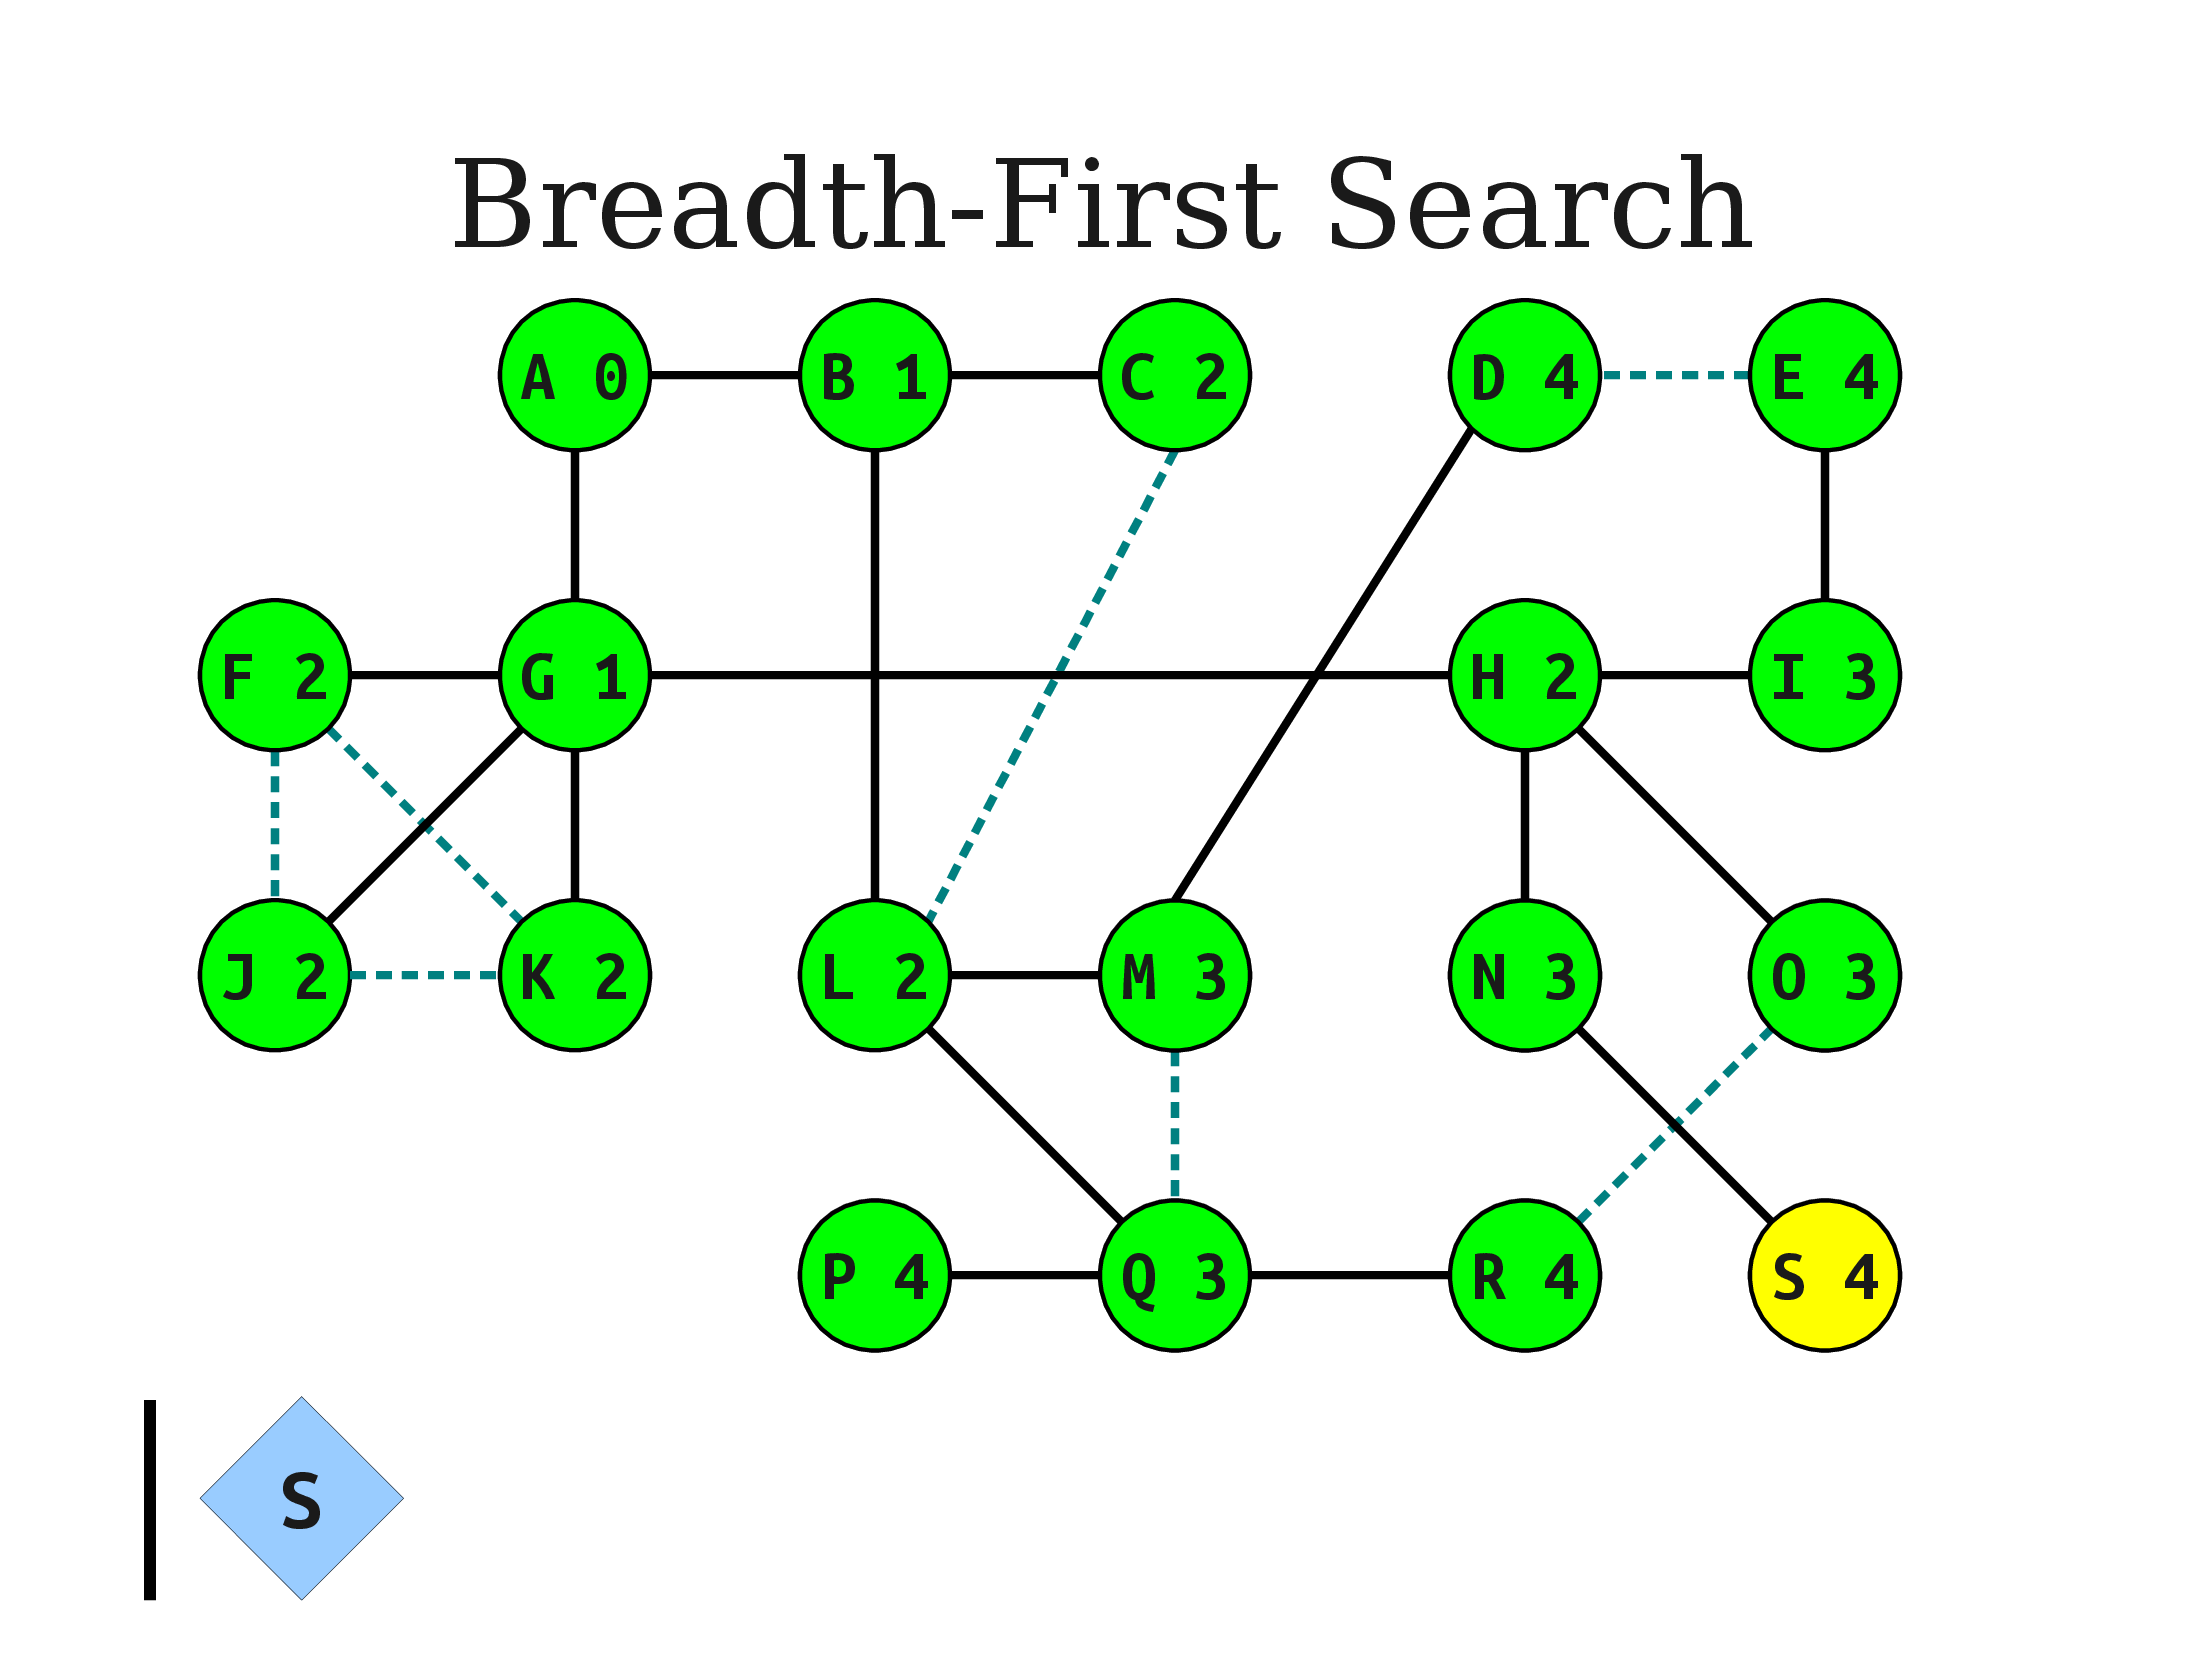 Breadth-First Search
A 0 B 1 C 2 D 4 E 4
F 2 G 1 H 2 I 3
J 2 K 2 L 2 M 3 N 3 O 3
P 4 Q 3 R 4 S 4
S